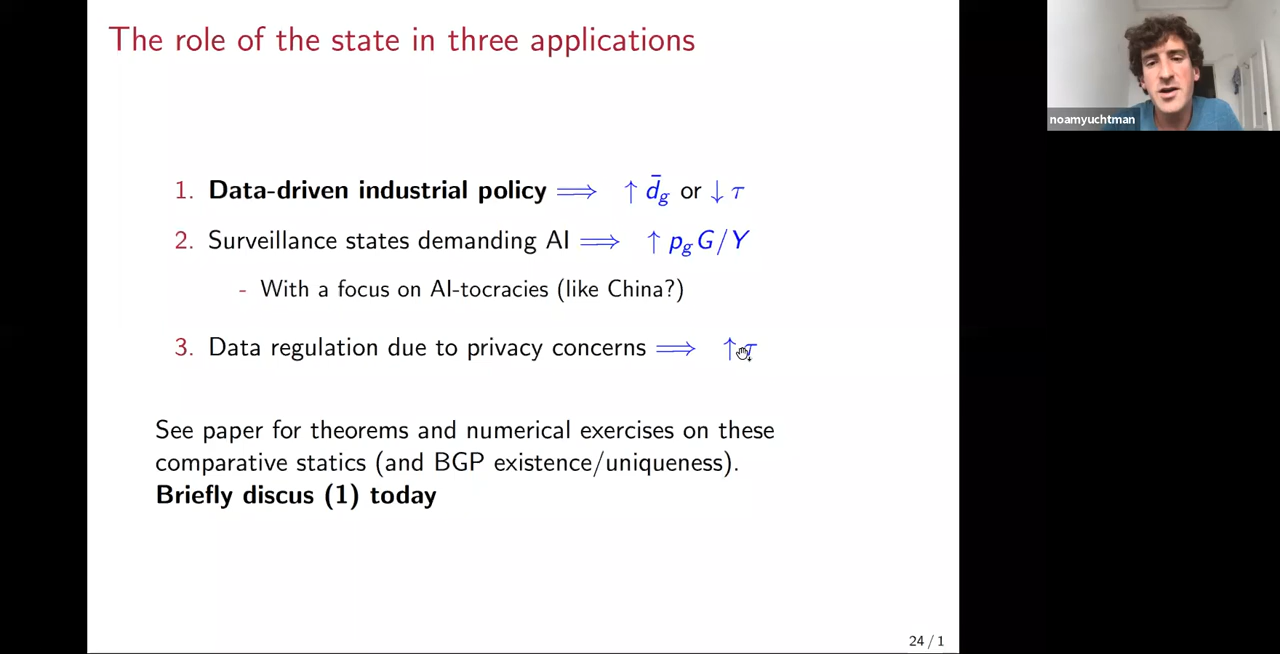 The role of the state in three applications
noamyuchtman
1. Data-driven industrial policy ⟹ ↑ d̄_g or ↓ τ
2. Surveillance states demanding AI ⟹ ↑ p_g G/Y
- With a focus on AI-tocracies (like China?)
3. Data regulation due to privacy concerns ⟹ ↑ τ
See paper for theorems and numerical exercises on these
comparative statics (and BGP existence/uniqueness).
Briefly discus (1) today
24 / 1